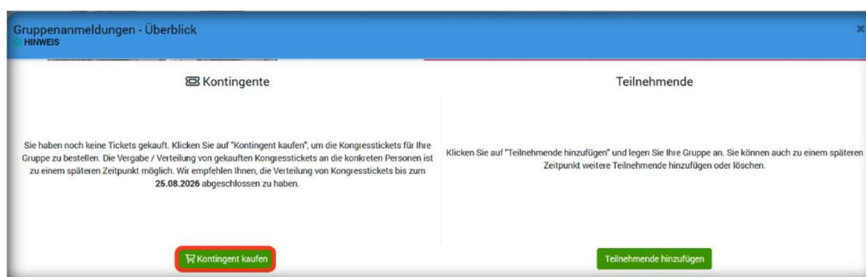 Gruppenanmeldungen - Überblick
HINWEIS
Kontingente
Sie haben noch keine Tickets gekauft. Klicken Sie auf "Kontingent kaufen", um die Kongresstickets für Ihre
Gruppe zu bestellen. Die Vergabe / Verteilung von gekauften Kongresstickets an die konkreten Personen ist
zu einem späteren Zeitpunkt möglich. Wir empfehlen Ihnen, die Verteilung von Kongresstickets bis zum
25.08.2026 abgeschlossen zu haben.
Kontingent kaufen
Teilnehmende
Klicken Sie auf "Teilnehmende hinzufügen" und legen Sie Ihre Gruppe an. Sie können auch zu einem späteren
Zeitpunkt weitere Teilnehmende hinzufügen oder löschen.
Teilnehmende hinzufügen